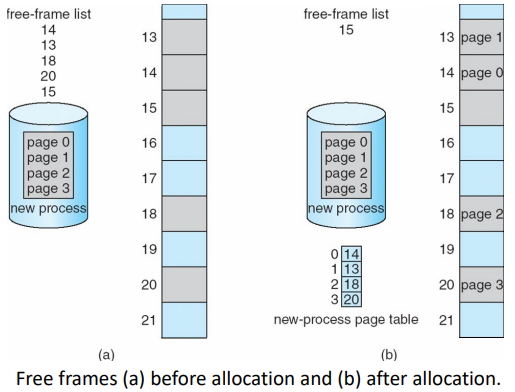 free-frame list
14
13
18
20
15
page 0
page 1
page 2
page 3
new process
13
14
15
16
17
18
19
20
21
(a)
free-frame list
15
page 0
page 1
page 2
page 3
new process
0 14
1 13
2 18
3 20
new-process page table
13 page 1
14 page 0
15
16
17
18 page 2
19
20 page 3
21
(b)
Free frames (a) before allocation and (b) after allocation.